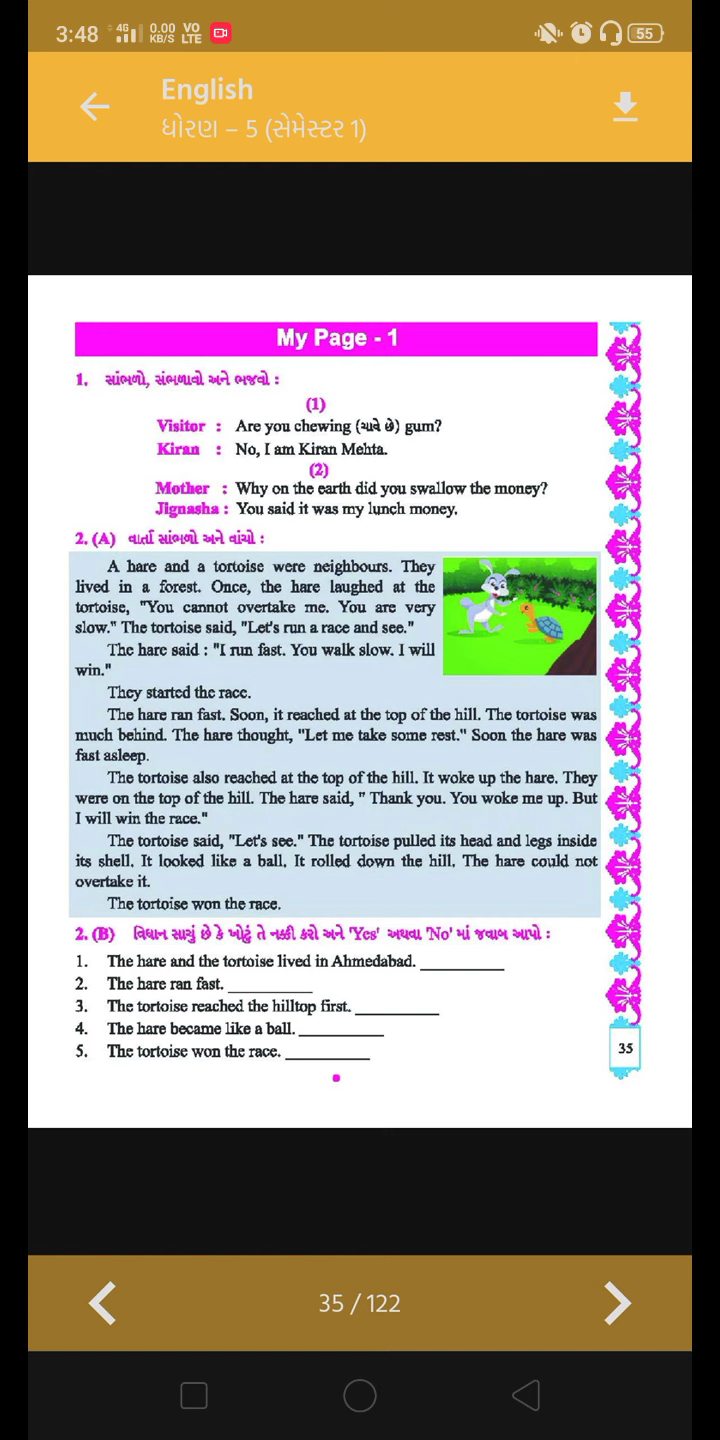 3:48 4G 0.00 KB/S VO LTE 55
English
ધોરણ – 5 (સેમેસ્ટર 1)
My Page - 1
1. સાંભળો, સંભળાવો અને ભજવો :
(1)
Visitor : Are you chewing (ચાવે છે) gum?
Kiran : No, I am Kiran Mehta.
(2)
Mother : Why on the earth did you swallow the money?
Jignasha : You said it was my lunch money.
2. (A) વાર્તા સાંભળો અને વાંચો :
A hare and a tortoise were neighbours. They
lived in a forest. Once, the hare laughed at the
tortoise, "You cannot overtake me. You are very
slow." The tortoise said, "Let's run a race and see."
The hare said : "I run fast. You walk slow. I will
win."
They started the race.
The hare ran fast. Soon, it reached at the top of the hill. The tortoise was
much behind. The hare thought, "Let me take some rest." Soon the hare was
fast asleep.
The tortoise also reached at the top of the hill. It woke up the hare. They
were on the top of the hill. The hare said, " Thank you. You woke me up. But
I will win the race."
The tortoise said, "Let's see." The tortoise pulled its head and legs inside
its shell. It looked like a ball. It rolled down the hill. The hare could not
overtake it.
The tortoise won the race.
2. (B) વિધાન સાચું છે કે ખોટું તે નક્કી કરો અને 'Yes' અથવા 'No' માં જવાબ આપો :
1. The hare and the tortoise lived in Ahmedabad. __________
2. The hare ran fast. __________
3. The tortoise reached the hilltop first. __________
4. The hare became like a ball. __________
5. The tortoise won the race. __________
35
35 / 122